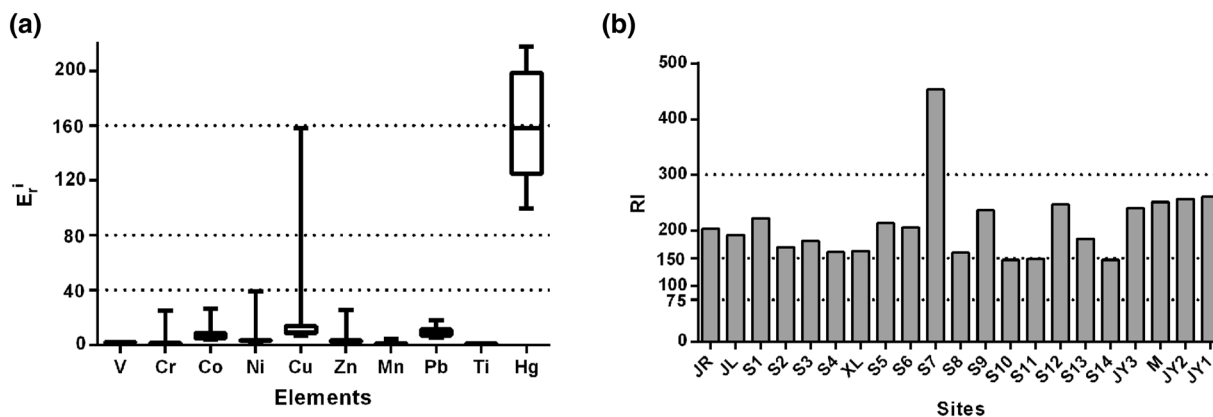 (a)
E_r^i
200
160
120
80
40
0
V Cr Co Ni Cu Zn Mn Pb Ti Hg
Elements
(b)
RI
500
400
300
200
150
100
75
0
JR JL S1 S2 S3 S4 XL S5 S6 S7 S8 S9 S10 S11 S12 S13 S14 JY3 M JY2 JY1
Sites